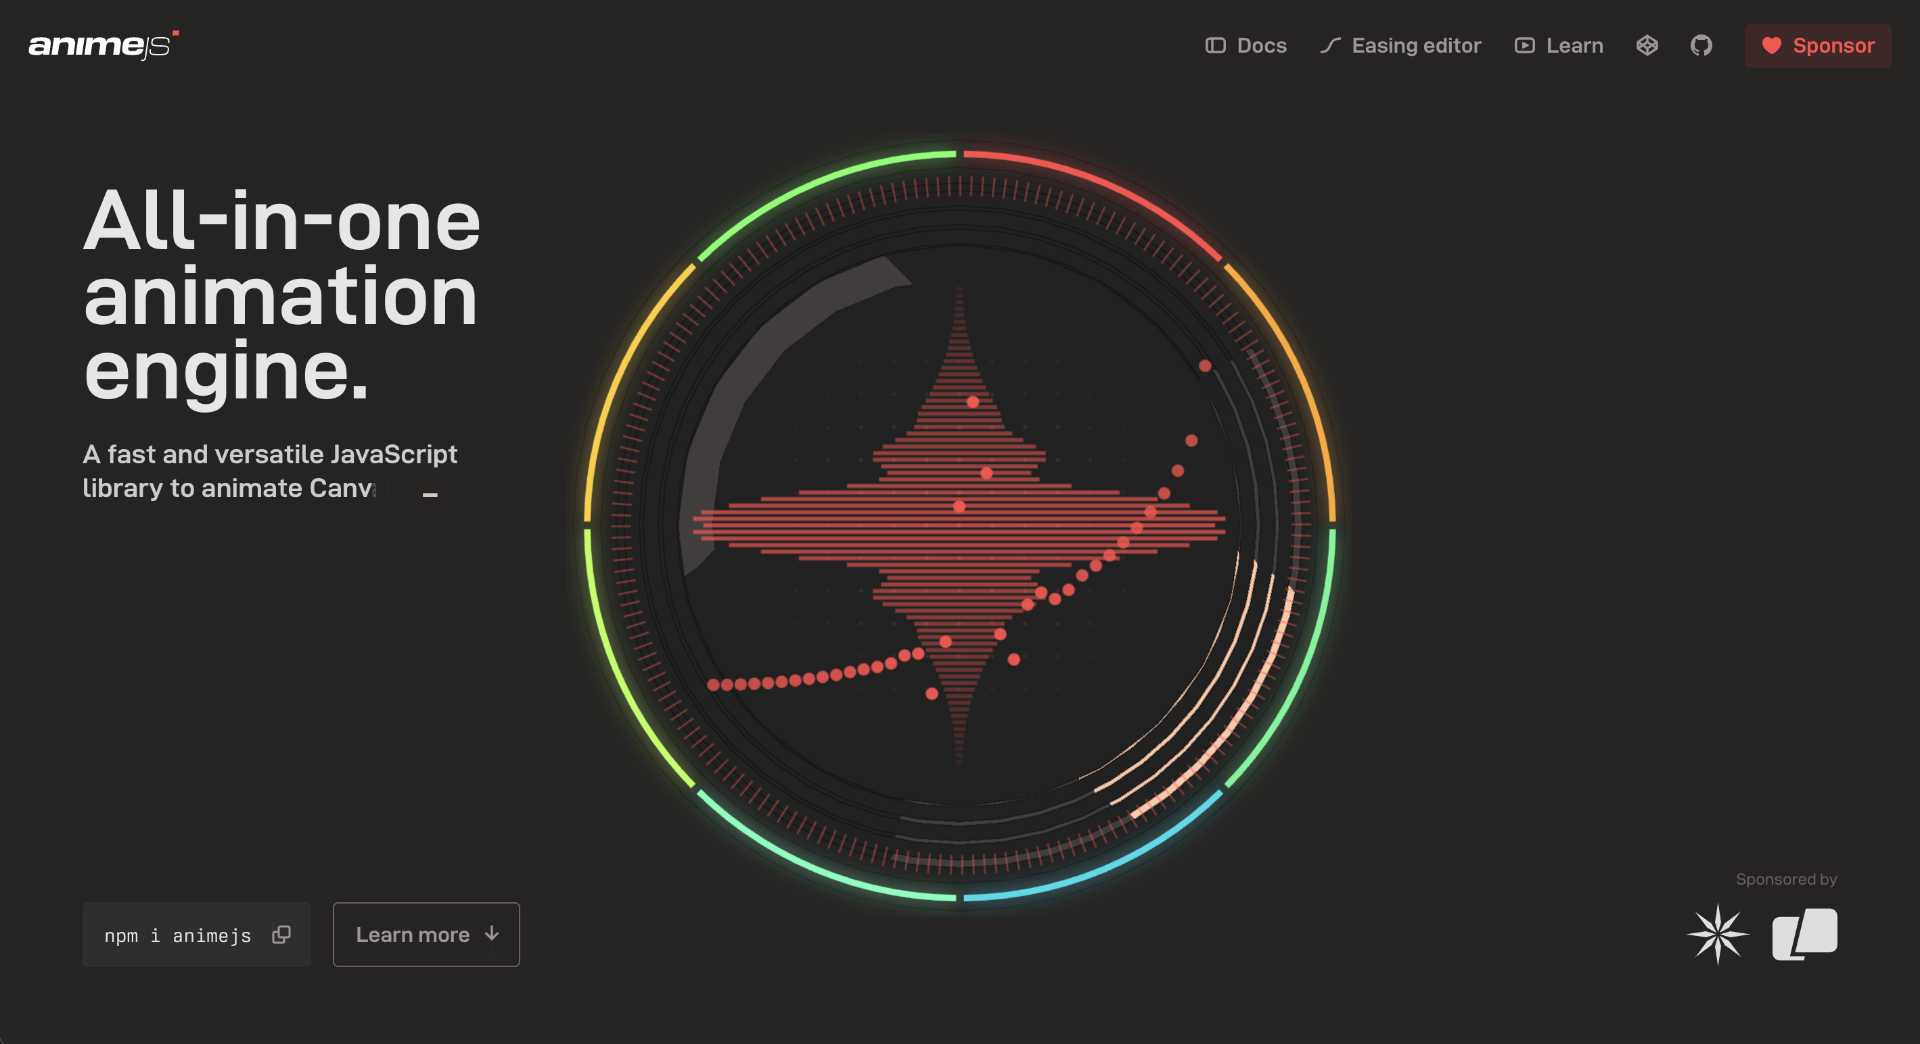 animejs
Docs
Easing editor
Learn
Sponsor
All-in-one
animation
engine.
A fast and versatile JavaScript
library to animate Canv
npm i animejs
Learn more
Sponsored by